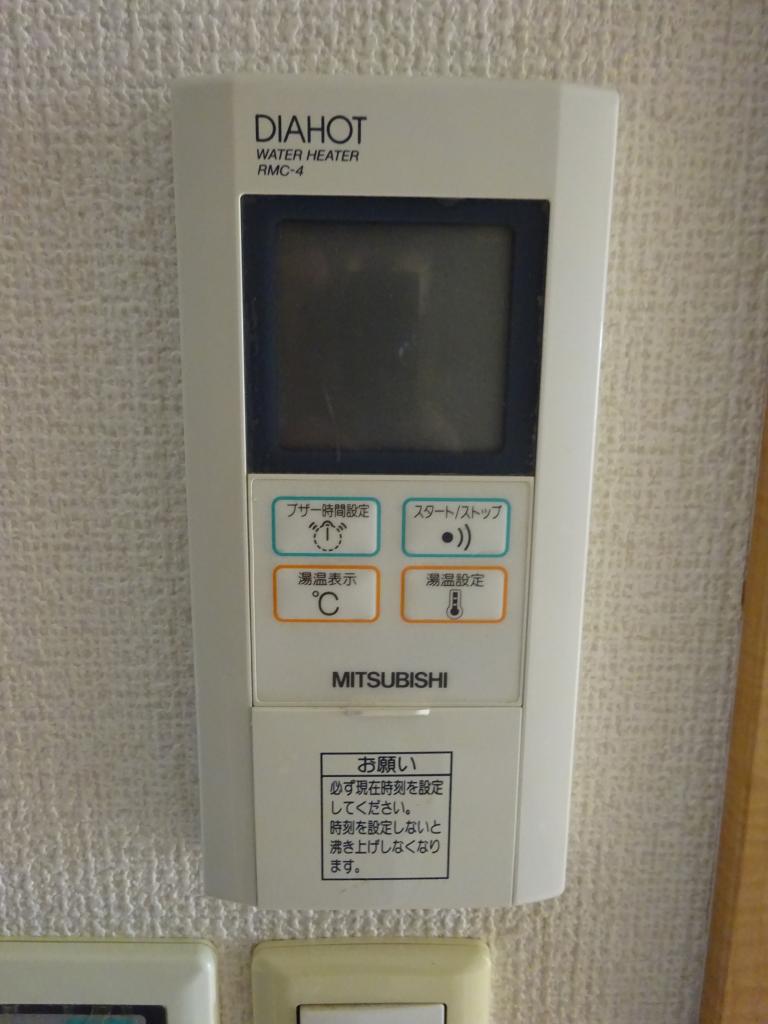 DIAHOT
WATER HEATER
RMC-4
ブザー時間設定
スタート/ストップ
湯温表示
℃
湯温設定
MITSUBISHI
お願い
必ず現在時刻を設定
してください。
時刻を設定しないと
沸き上げしなくなり
ます。